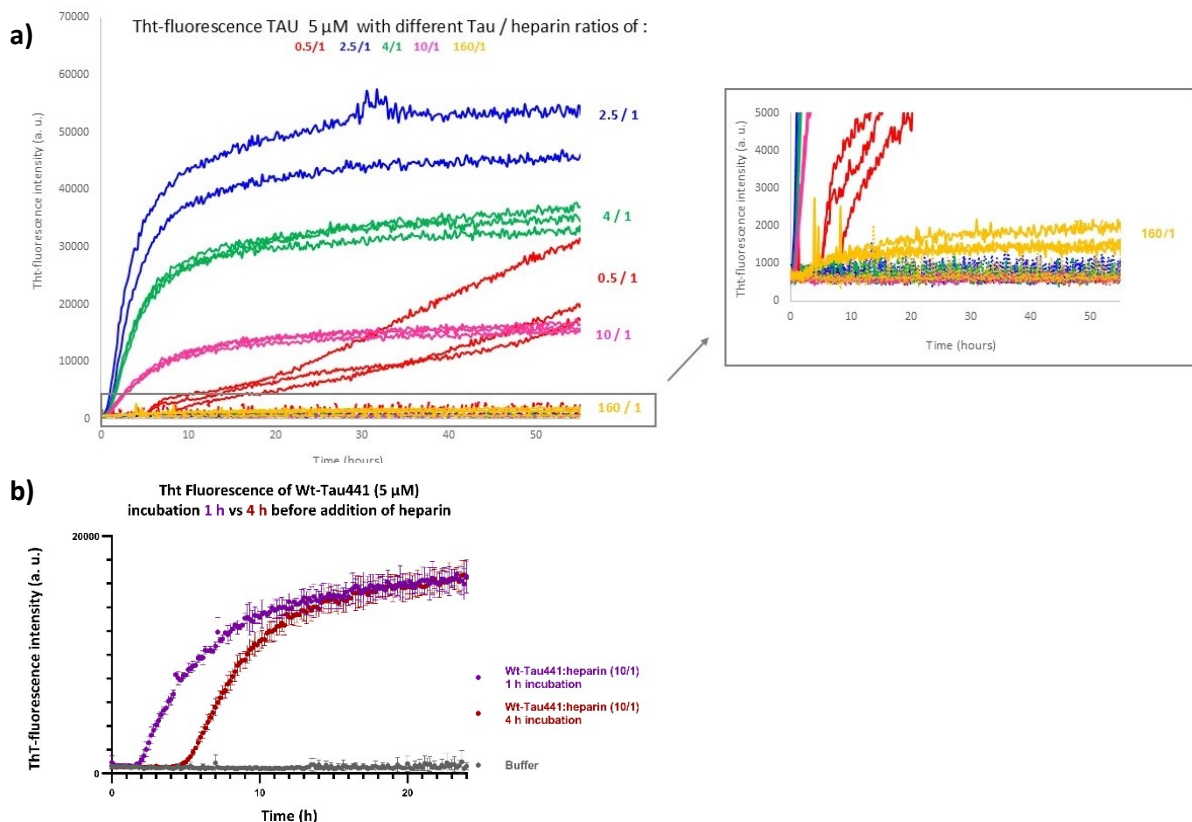 a)
Tht-fluorescence TAU 5 µM with different Tau / heparin ratios of :
0.5/1 2.5/1 4/1 10/1 160/1
Tht-fluorescence intensity (a. u.)
70000
60000
50000
40000
30000
20000
10000
0
2.5 / 1
4 / 1
0.5 / 1
10 / 1
160 / 1
0 10 20 30 40 50
Time (hours)
Tht-fluorescence intensity (a. u.)
5000
4000
3000
2000
1000
0
160/1
0 10 20 30 40 50
Time (hours)
b)
Tht Fluorescence of Wt-Tau441 (5 µM)
incubation 1 h vs 4 h before addition of heparin
ThT-fluorescence intensity (a. u.)
20000
0
Wt-Tau441:heparin (10/1)
1 h incubation
Wt-Tau441:heparin (10/1)
4 h incubation
Buffer
0 10 20
Time (h)